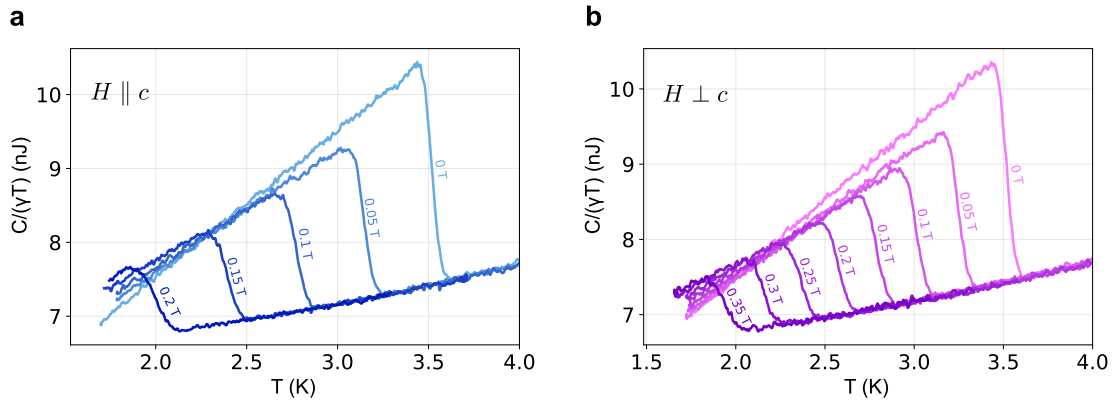 a
H ∥ c
C/(γT) (nJ)
10
9
8
7
0 T
0.05 T
0.1 T
0.15 T
0.2 T
2.0 2.5 3.0 3.5 4.0
T (K)
b
H ⊥ c
C/(γT) (nJ)
10
9
8
7
0 T
0.05 T
0.1 T
0.15 T
0.2 T
0.25 T
0.3 T
0.35 T
1.5 2.0 2.5 3.0 3.5 4.0
T (K)